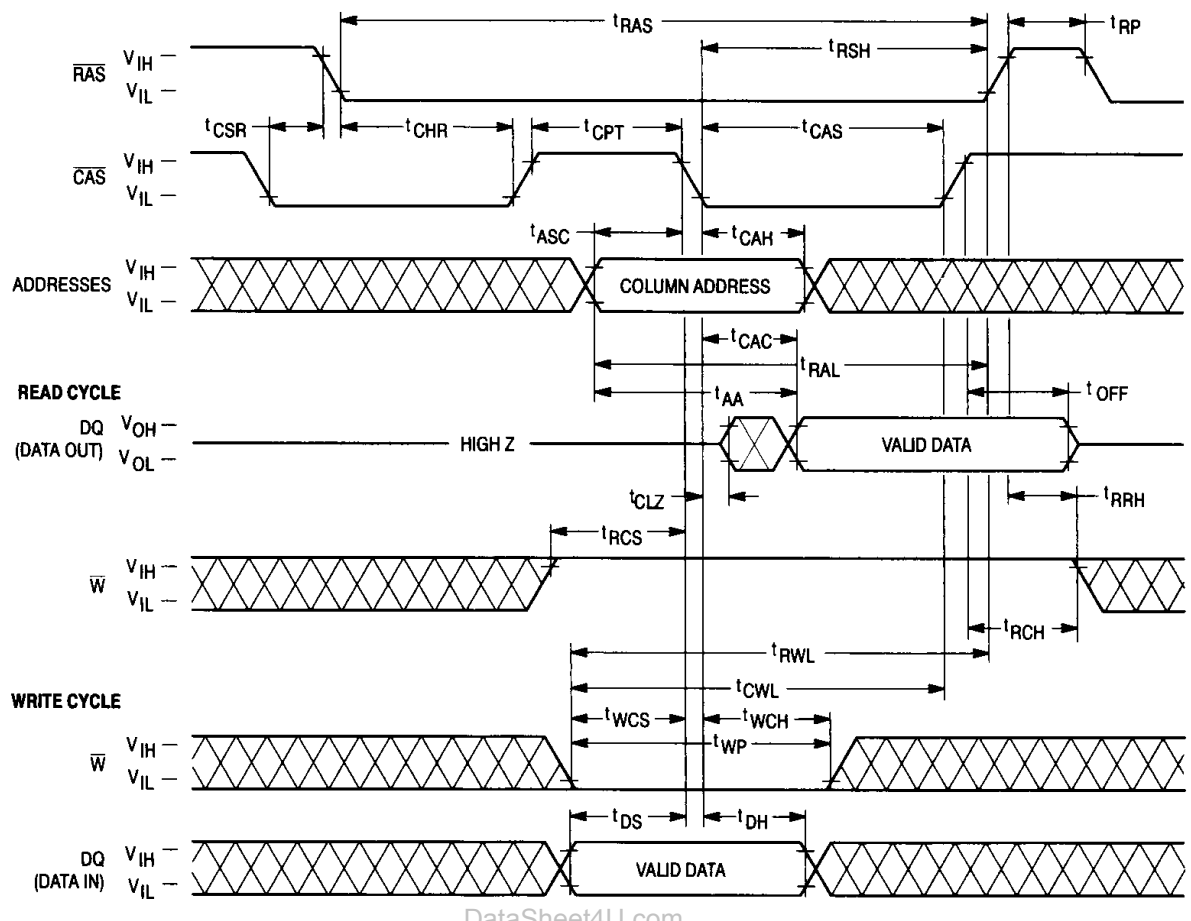 tRAS
tRP
tRSH
RAS VIH
VIL
tCSR tCHR tCPT tCAS
CAS VIH
VIL
tASC tCAH
ADDRESSES VIH
VIL
COLUMN ADDRESS
tCAC
tRAL
READ CYCLE
tAA
tOFF
DQ (DATA OUT) VOH
VOL
HIGH Z
VALID DATA
tCLZ
tRRH
tRCS
W VIH
VIL
tRCH
tRWL
tCWL
WRITE CYCLE
tWCS tWCH
tWP
W VIH
VIL
tDS tDH
DQ (DATA IN) VIH
VIL
VALID DATA
DataSheet4U.com